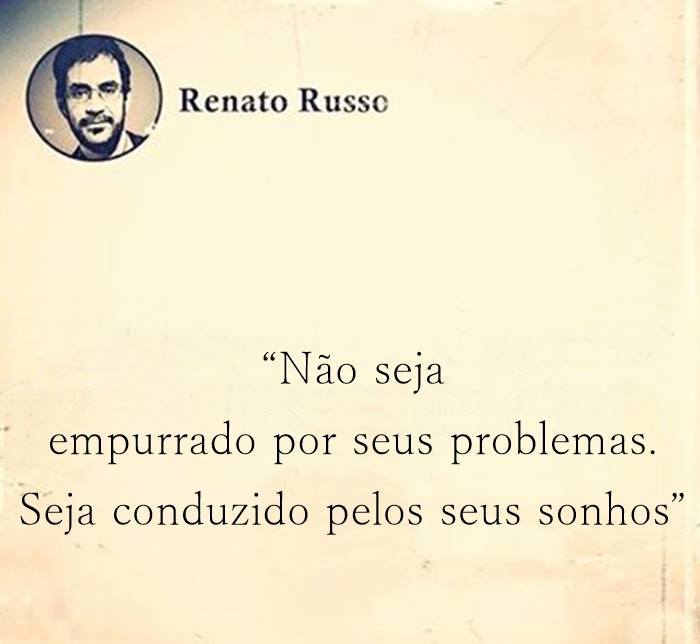 Renato Russo
“Não seja
empurrado por seus problemas.
Seja conduzido pelos seus sonhos”